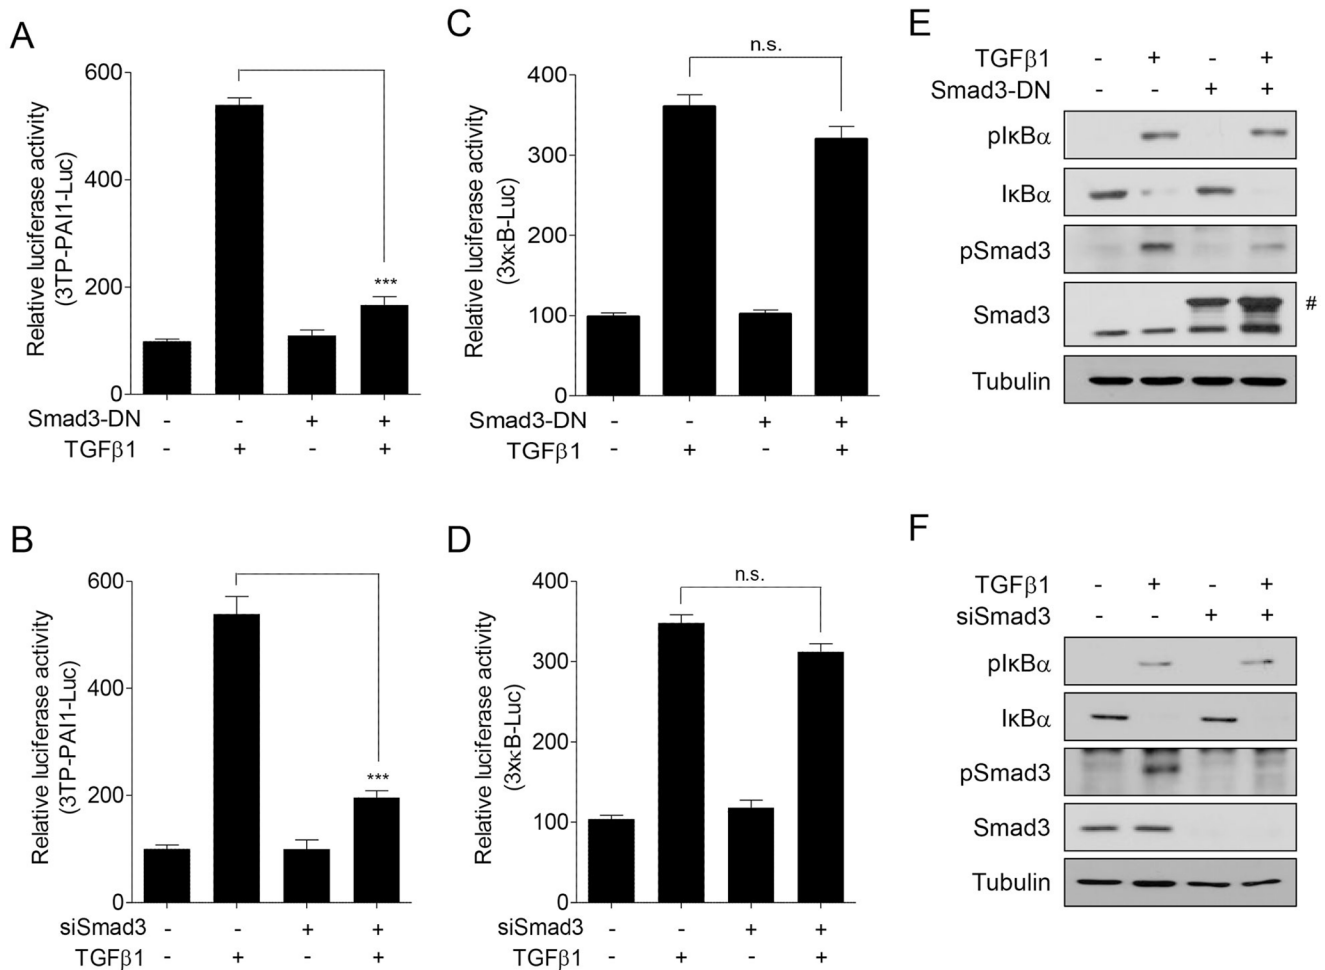 A
Relative luciferase activity
(3TP-PAI1-Luc)
600
400
200
0
***
Smad3-DN - - + +
TGFβ1 - + - +
C
Relative luciferase activity
(3xκB-Luc)
n.s.
400
300
200
100
0
Smad3-DN - - + +
TGFβ1 - + - +
E
TGFβ1 - + - +
Smad3-DN - - + +
pIκBα
IκBα
pSmad3
Smad3 #
Tubulin
B
Relative luciferase activity
(3TP-PAI1-Luc)
600
400
200
0
***
siSmad3 - - + +
TGFβ1 - + - +
D
Relative luciferase activity
(3xκB-Luc)
n.s.
400
300
200
100
0
siSmad3 - - + +
TGFβ1 - + - +
F
TGFβ1 - + - +
siSmad3 - - + +
pIκBα
IκBα
pSmad3
Smad3
Tubulin